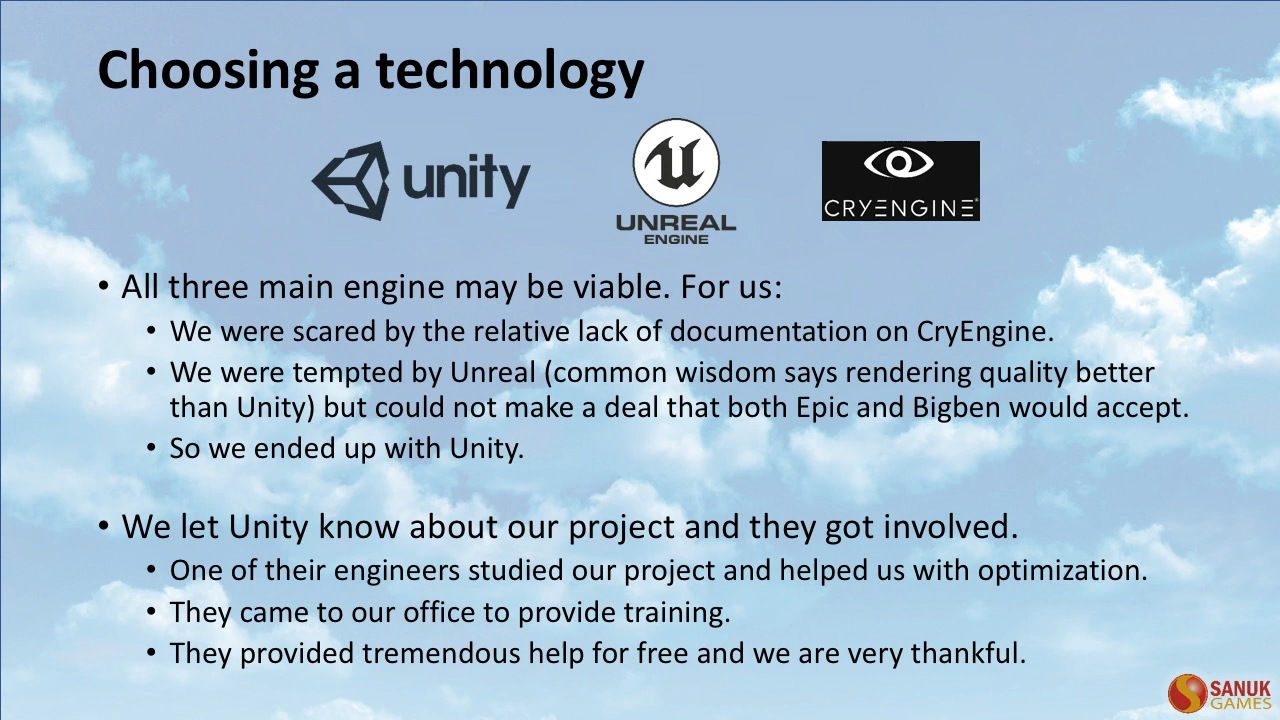 Choosing a technology
unity
UNREAL
ENGINE
CRYENGINE®
• All three main engine may be viable. For us:
• We were scared by the relative lack of documentation on CryEngine.
• We were tempted by Unreal (common wisdom says rendering quality better
than Unity) but could not make a deal that both Epic and Bigben would accept.
• So we ended up with Unity.
• We let Unity know about our project and they got involved.
• One of their engineers studied our project and helped us with optimization.
• They came to our office to provide training.
• They provided tremendous help for free and we are very thankful.
SANUK
GAMES